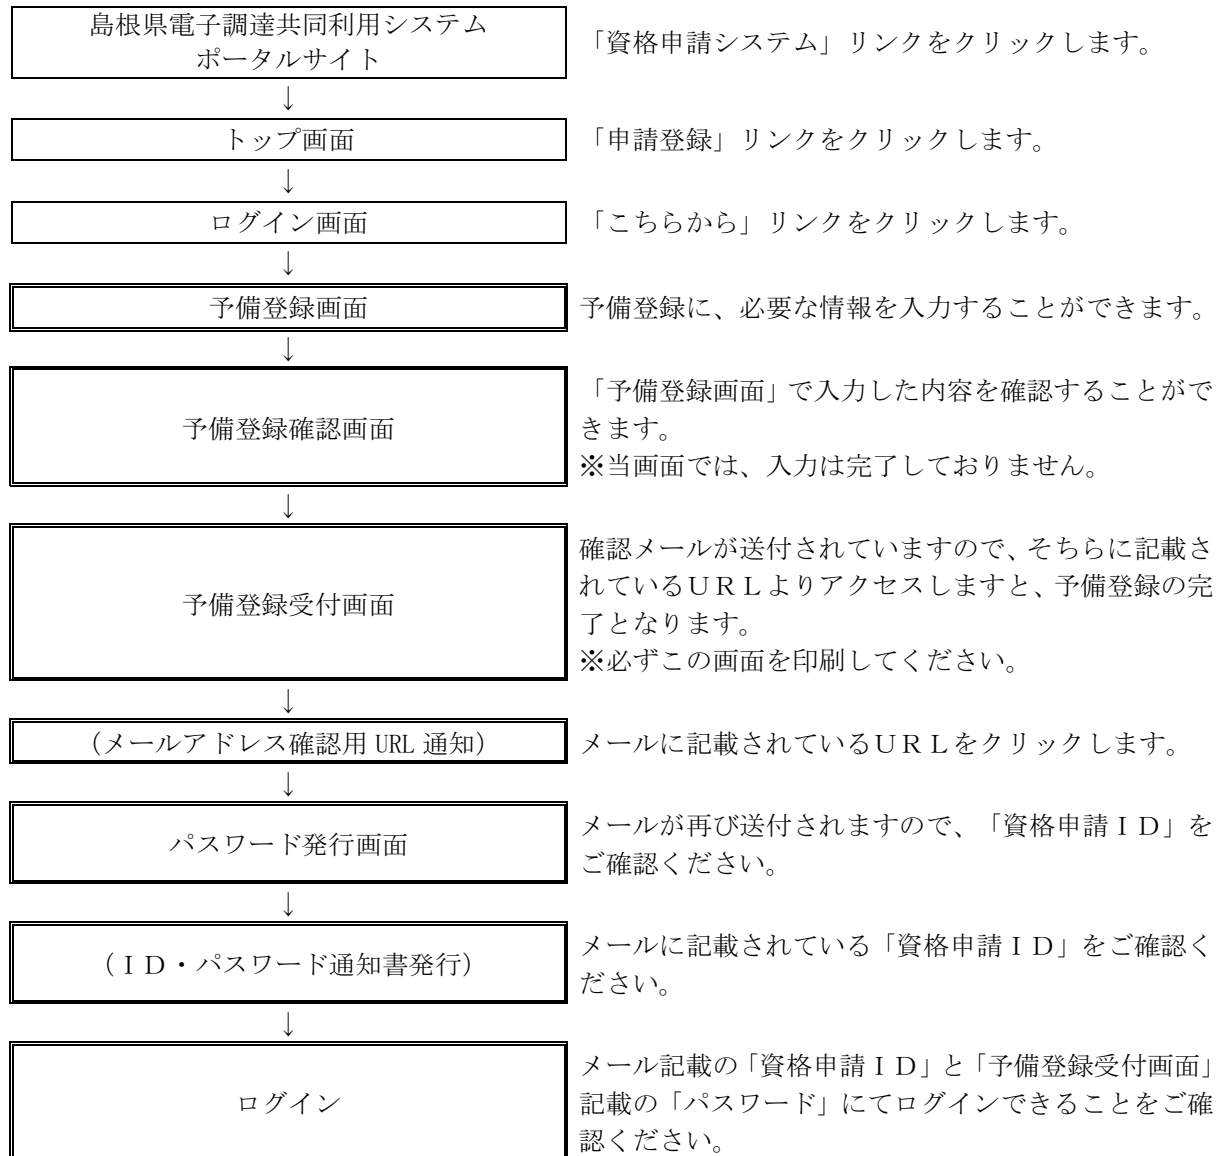 島根県電子調達共同利用システム
ポータルサイト
「資格申請システム」リンクをクリックします。
↓
トップ画面
「申請登録」リンクをクリックします。
↓
ログイン画面
「こちらから」リンクをクリックします。
↓
予備登録画面
予備登録に、必要な情報を入力することができます。
↓
予備登録確認画面
「予備登録画面」で入力した内容を確認することがで
きます。
※当画面では、入力は完了しておりません。
↓
予備登録受付画面
確認メールが送付されていますので、そちらに記載さ
れているＵＲＬよりアクセスしますと、予備登録の完
了となります。
※必ずこの画面を印刷してください。
↓
（メールアドレス確認用 URL 通知）
メールに記載されているＵＲＬをクリックします。
↓
パスワード発行画面
メールが再び送付されますので、「資格申請ＩＤ」を
ご確認ください。
↓
（ＩＤ・パスワード通知書発行）
メールに記載されている「資格申請ＩＤ」をご確認く
ださい。
↓
ログイン
メール記載の「資格申請ＩＤ」と「予備登録受付画面」
記載の「パスワード」にてログインできることをご確
認ください。